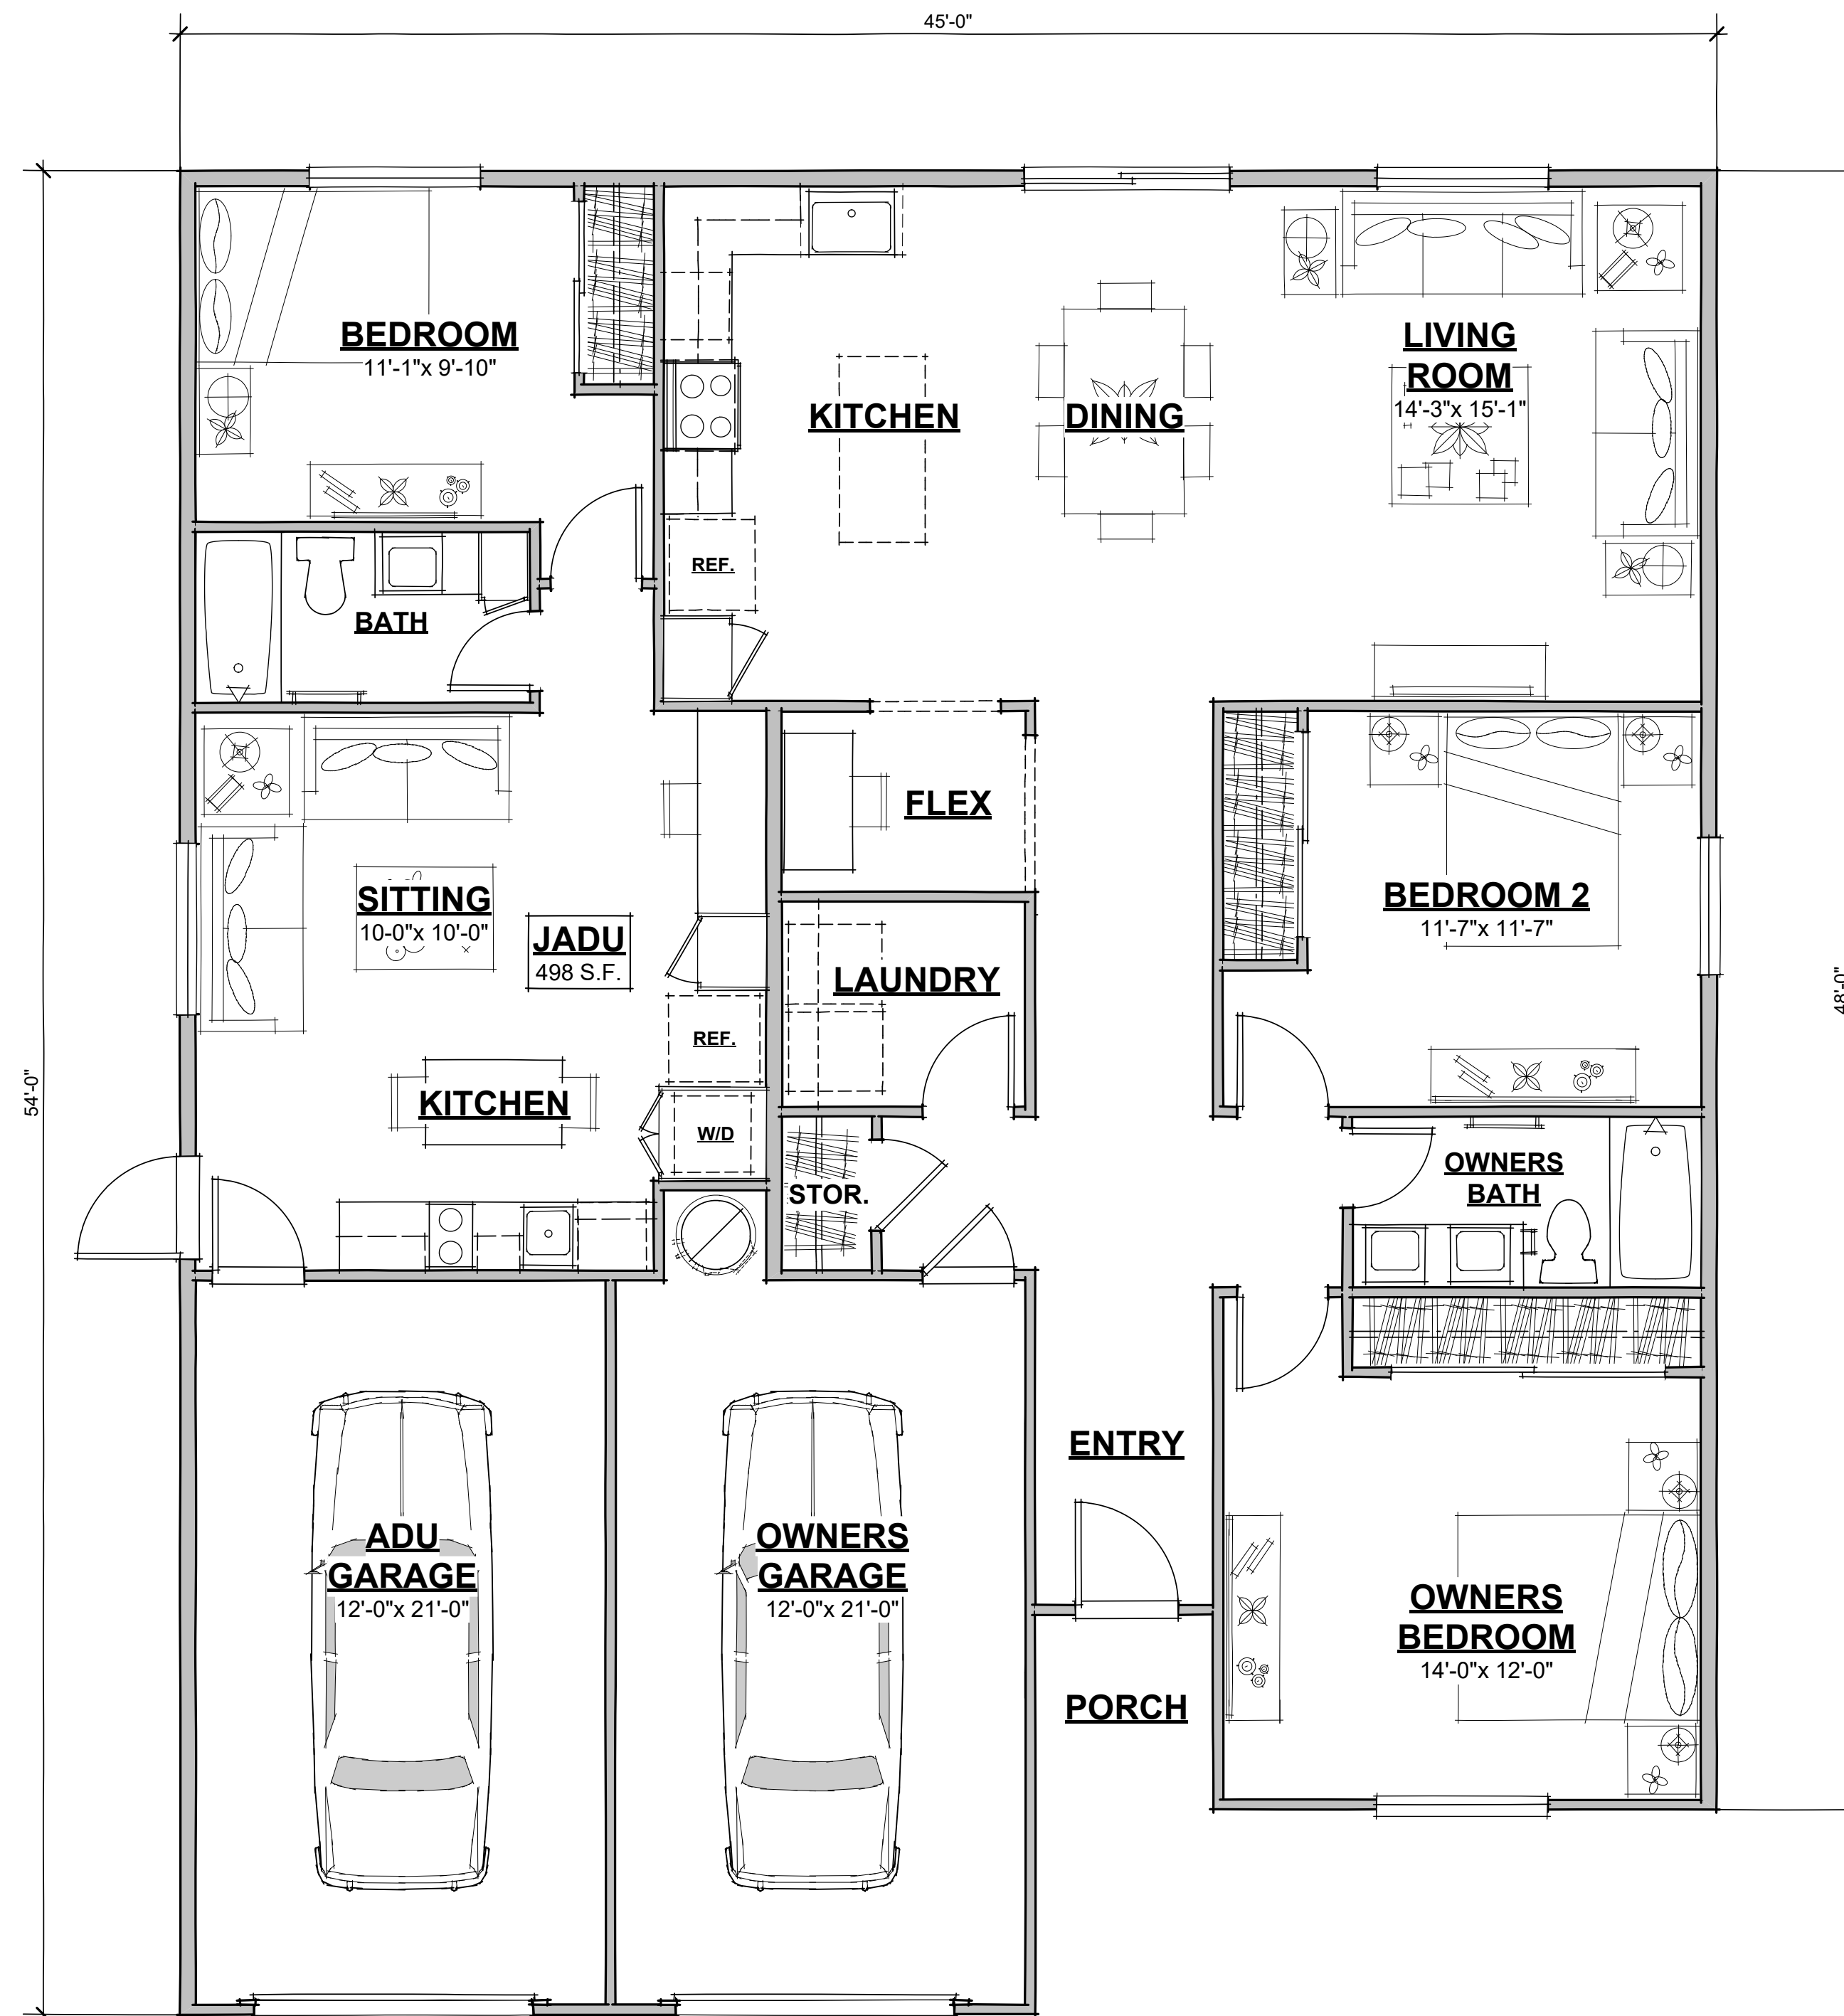 45'-0"
BEDROOM
11'-1"x 9'-10"
LIVING
ROOM
14'-3"x 15'-1"
KITCHEN
DINING
REF.
BATH
FLEX
SITTING
10-0"x 10'-0"
JADU
498 S.F.
BEDROOM 2
11'-7"x 11'-7"
LAUNDRY
48'-0"
REF.
54'-0"
KITCHEN
W/D
STOR.
OWNERS
BATH
ENTRY
ADU
GARAGE
12'-0"x 21'-0"
OWNERS
GARAGE
12'-0"x 21'-0"
OWNERS
BEDROOM
14'-0"x 12'-0"
PORCH